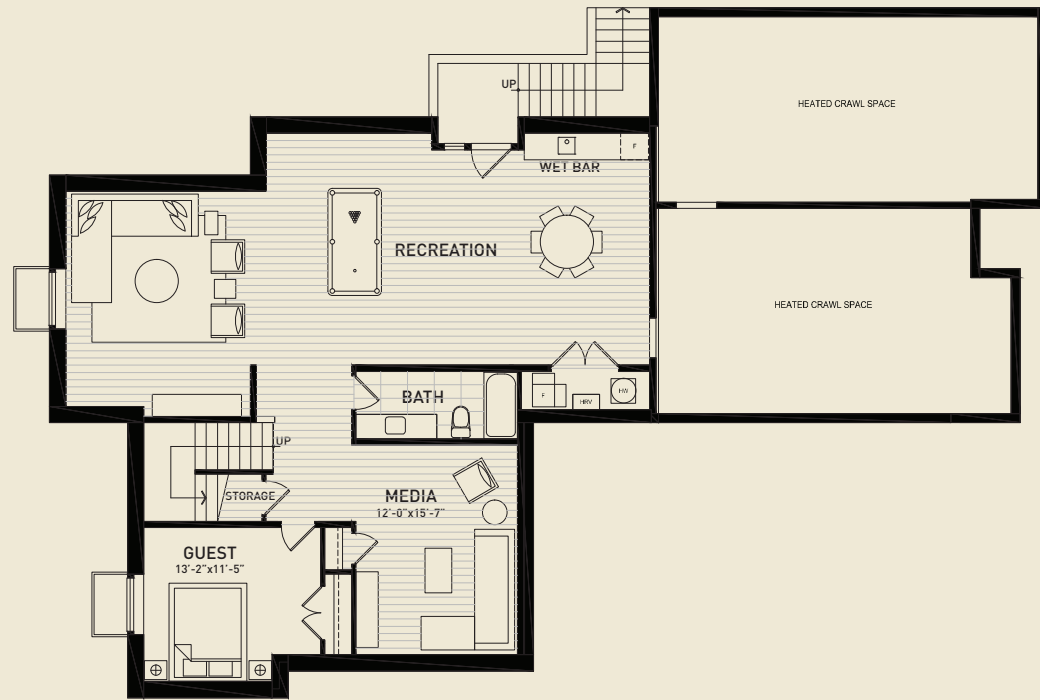 UP
HEATED CRAWL SPACE
F
WET BAR
RECREATION
HEATED CRAWL SPACE
BATH
F
HRV
HW
UP
STORAGE
MEDIA
12'-0"x15'-7"
GUEST
13'-2"x11'-5"